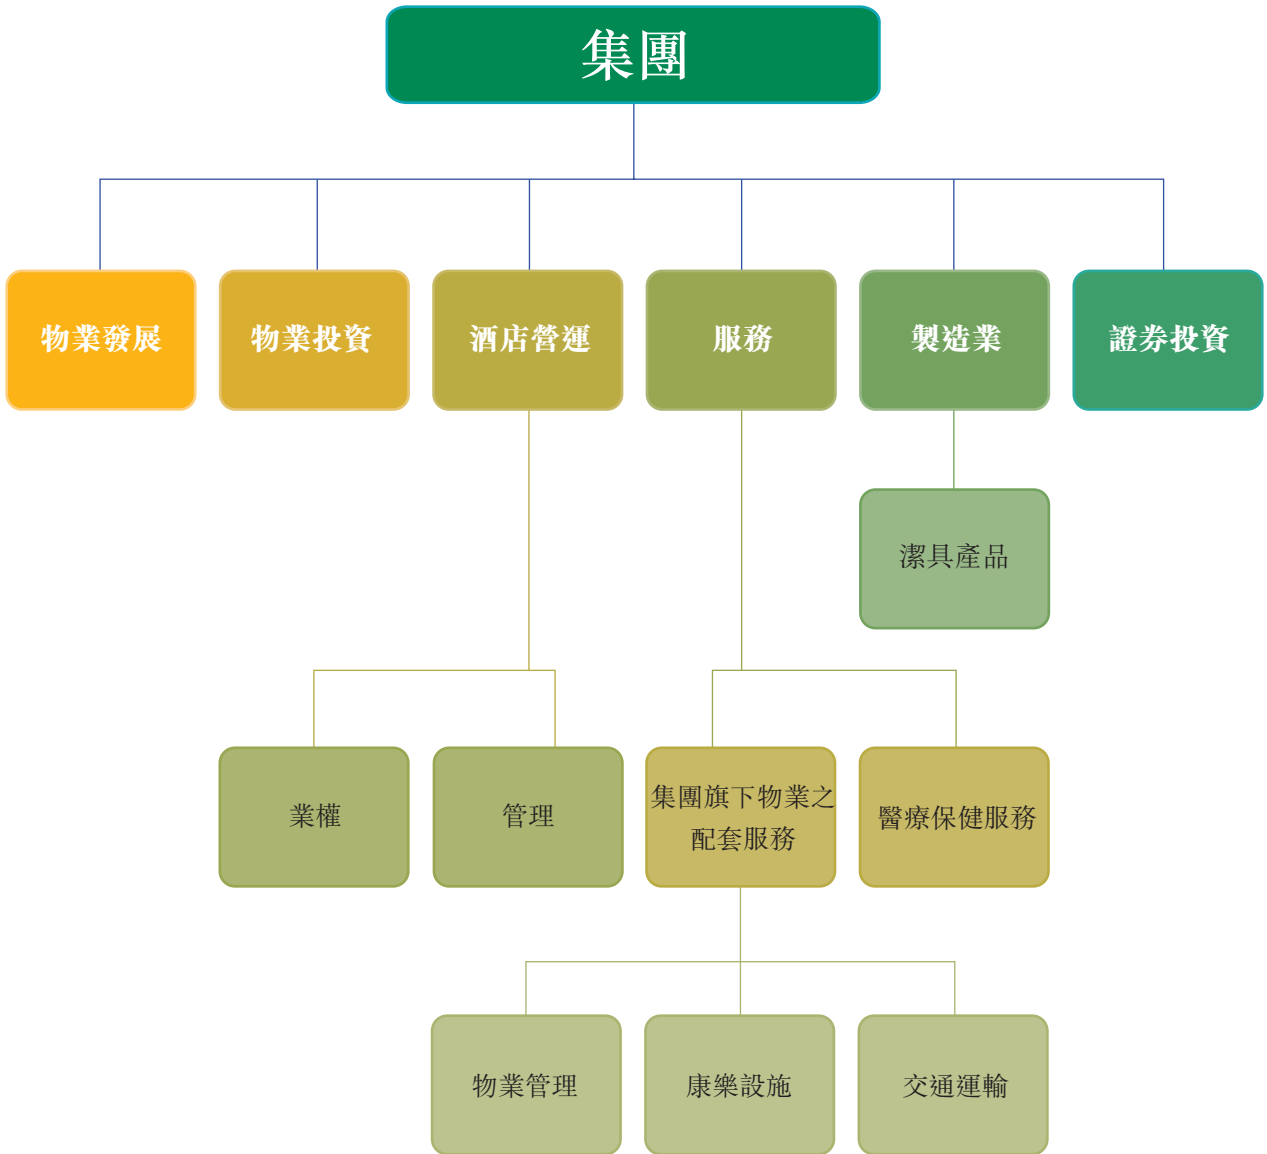 集團
物業發展
物業投資
酒店營運
服務
製造業
證券投資
潔具產品
業權
管理
集團旗下物業之
配套服務
醫療保健服務
物業管理
康樂設施
交通運輸